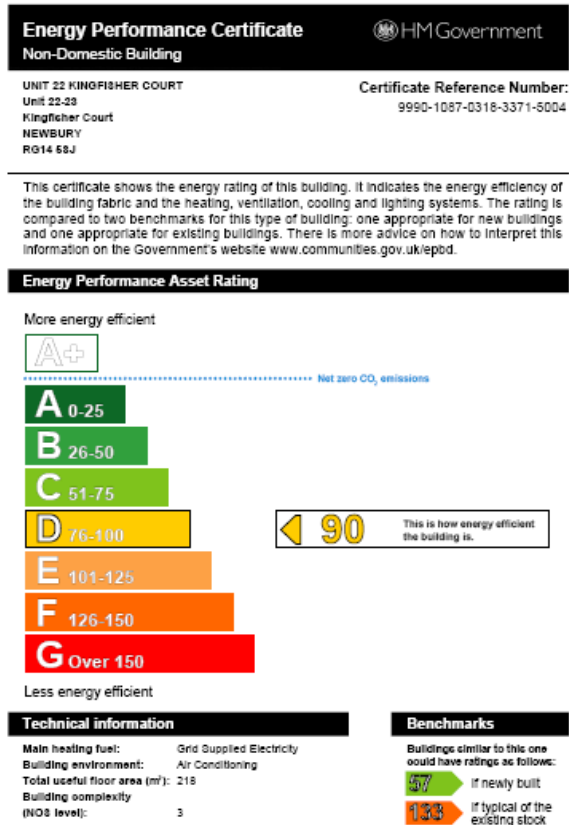 Energy Performance Certificate
Non-Domestic Building
HM Government
UNIT 22 KINGFISHER COURT
Unit 22-23
Kingfisher Court
NEWBURY
RG14 5SJ
Certificate Reference Number:
9990-1087-0318-3371-5004
This certificate shows the energy rating of this building. It indicates the energy efficiency of
the building fabric and the heating, ventilation, cooling and lighting systems. The rating is
compared to two benchmarks for this type of building: one appropriate for new buildings
and one appropriate for existing buildings. There is more advice on how to interpret this
information on the Government's website www.communities.gov.uk/epbd.
Energy Performance Asset Rating
More energy efficient
A+
Net zero CO₂ emissions
A 0-25
B 26-50
C 51-75
D 76-100
90
This is how energy efficient
the building is.
E 101-125
F 126-150
G Over 150
Less energy efficient
Technical information
Main heating fuel: Grid Supplied Electricity
Building environment: Air Conditioning
Total useful floor area (m²): 218
Building complexity
(NOS level): 3
Benchmarks
Buildings similar to this one
could have ratings as follows:
57 If newly built
133 If typical of the
existing stock